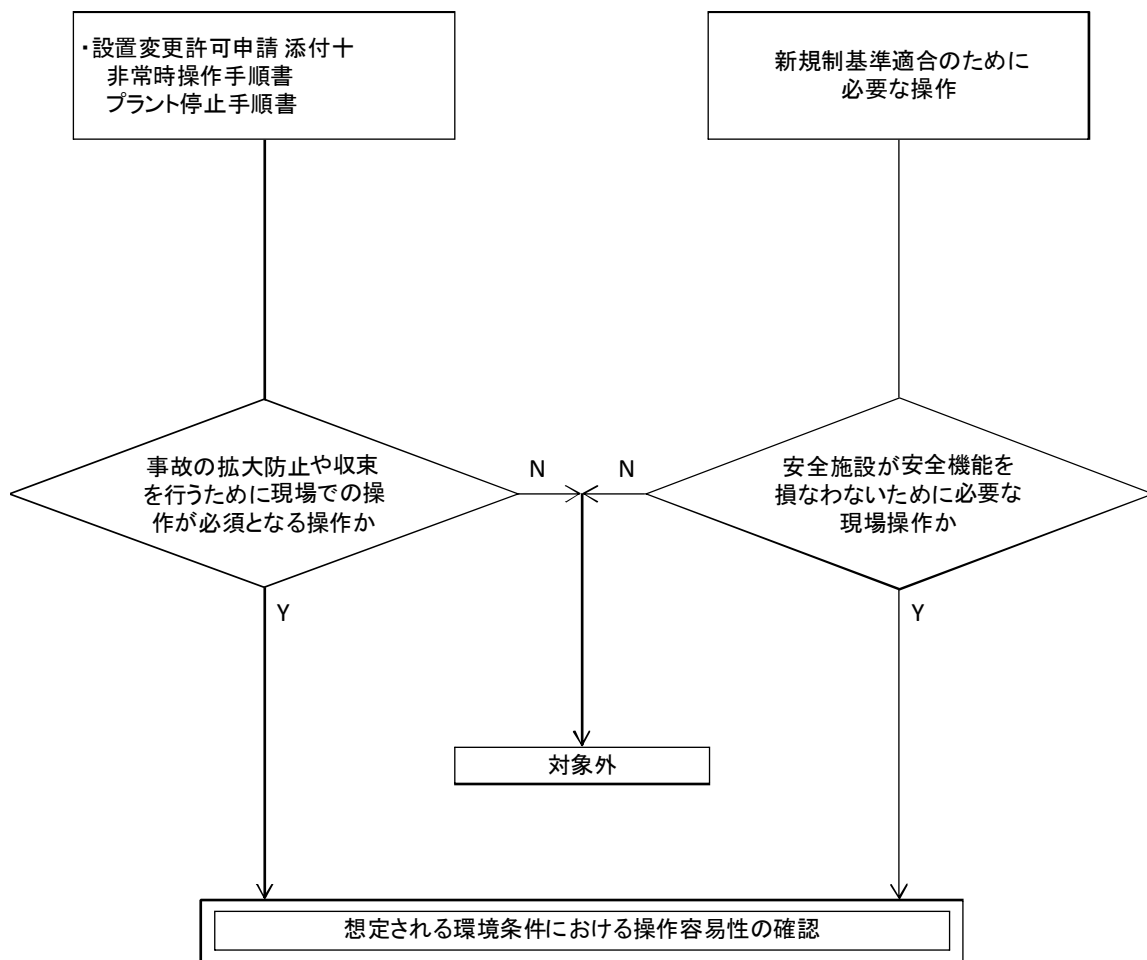 ・設置変更許可申請 添付十
非常時操作手順書
プラント停止手順書
新規制基準適合のために
必要な操作
事故の拡大防止や収束
を行うために現場での操
作が必須となる操作か
N
N
安全施設が安全機能を
損なわないために必要な
現場操作か
Y
Y
対象外
想定される環境条件における操作容易性の確認